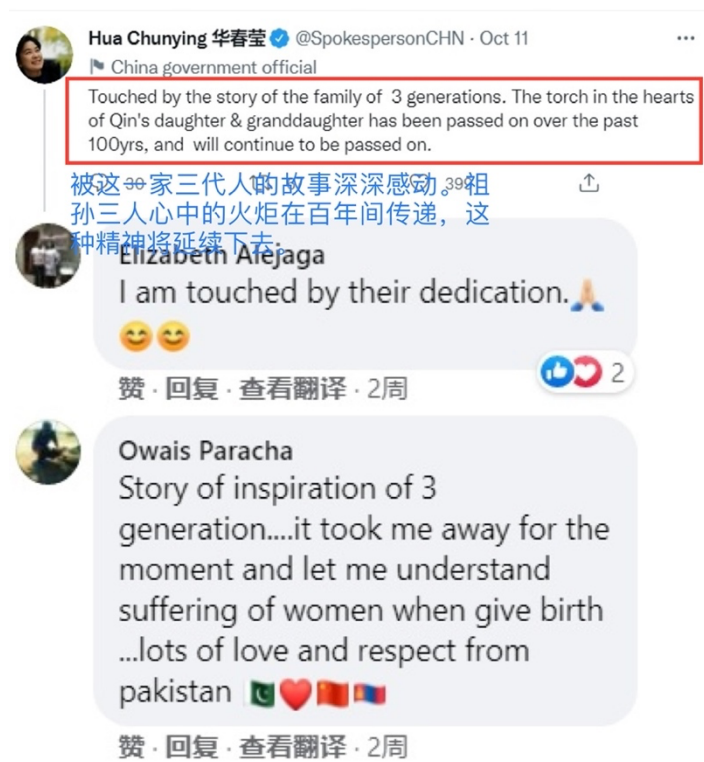 Hua Chunying 华春莹 @SpokespersonCHN · Oct 11
China government official
Touched by the story of the family of 3 generations. The torch in the hearts
of Qin's daughter & granddaughter has been passed on over the past
100yrs, and will continue to be passed on.
被这一家三代人的故事深深感动。祖
孙三人心中的火炬在百年间传递，这
种精神将延续下去。
Elizabeth Alejaga
I am touched by their dedication.🙏🏻
😊😊
赞 · 回复 · 查看翻译 · 2周
2
Owais Paracha
Story of inspiration of 3
generation....it took me away for the
moment and let me understand
suffering of women when give birth
...lots of love and respect from
pakistan 🇵🇰❤️🇨🇳🇲🇳
赞 · 回复 · 查看翻译 · 2周